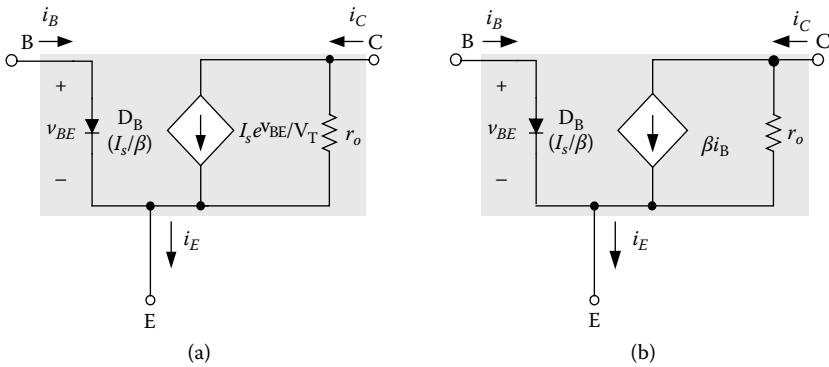 i_B
i_C
B
C
+
v_BE
−
D_B
(I_s/β)
I_s e^v_BE/V_T
r_o
i_E
E
(a)
i_B
i_C
B
C
+
v_BE
−
D_B
(I_s/β)
βi_B
r_o
i_E
E
(b)